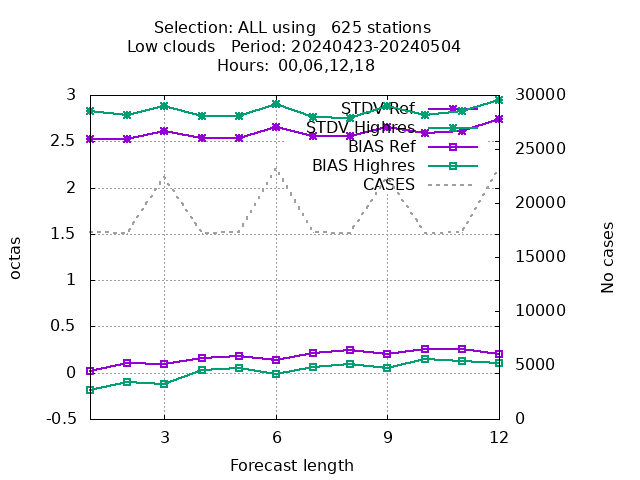 Selection: ALL using   625 stations
Low clouds   Period: 20240423-20240504
Hours:  00,06,12,18
3
2.5
2
1.5
1
0.5
0
-0.5
octas
30000
25000
20000
15000
10000
5000
0
No cases
STDV Ref
STDV Highres
BIAS Ref
BIAS Highres
CASES
3
6
9
12
Forecast length